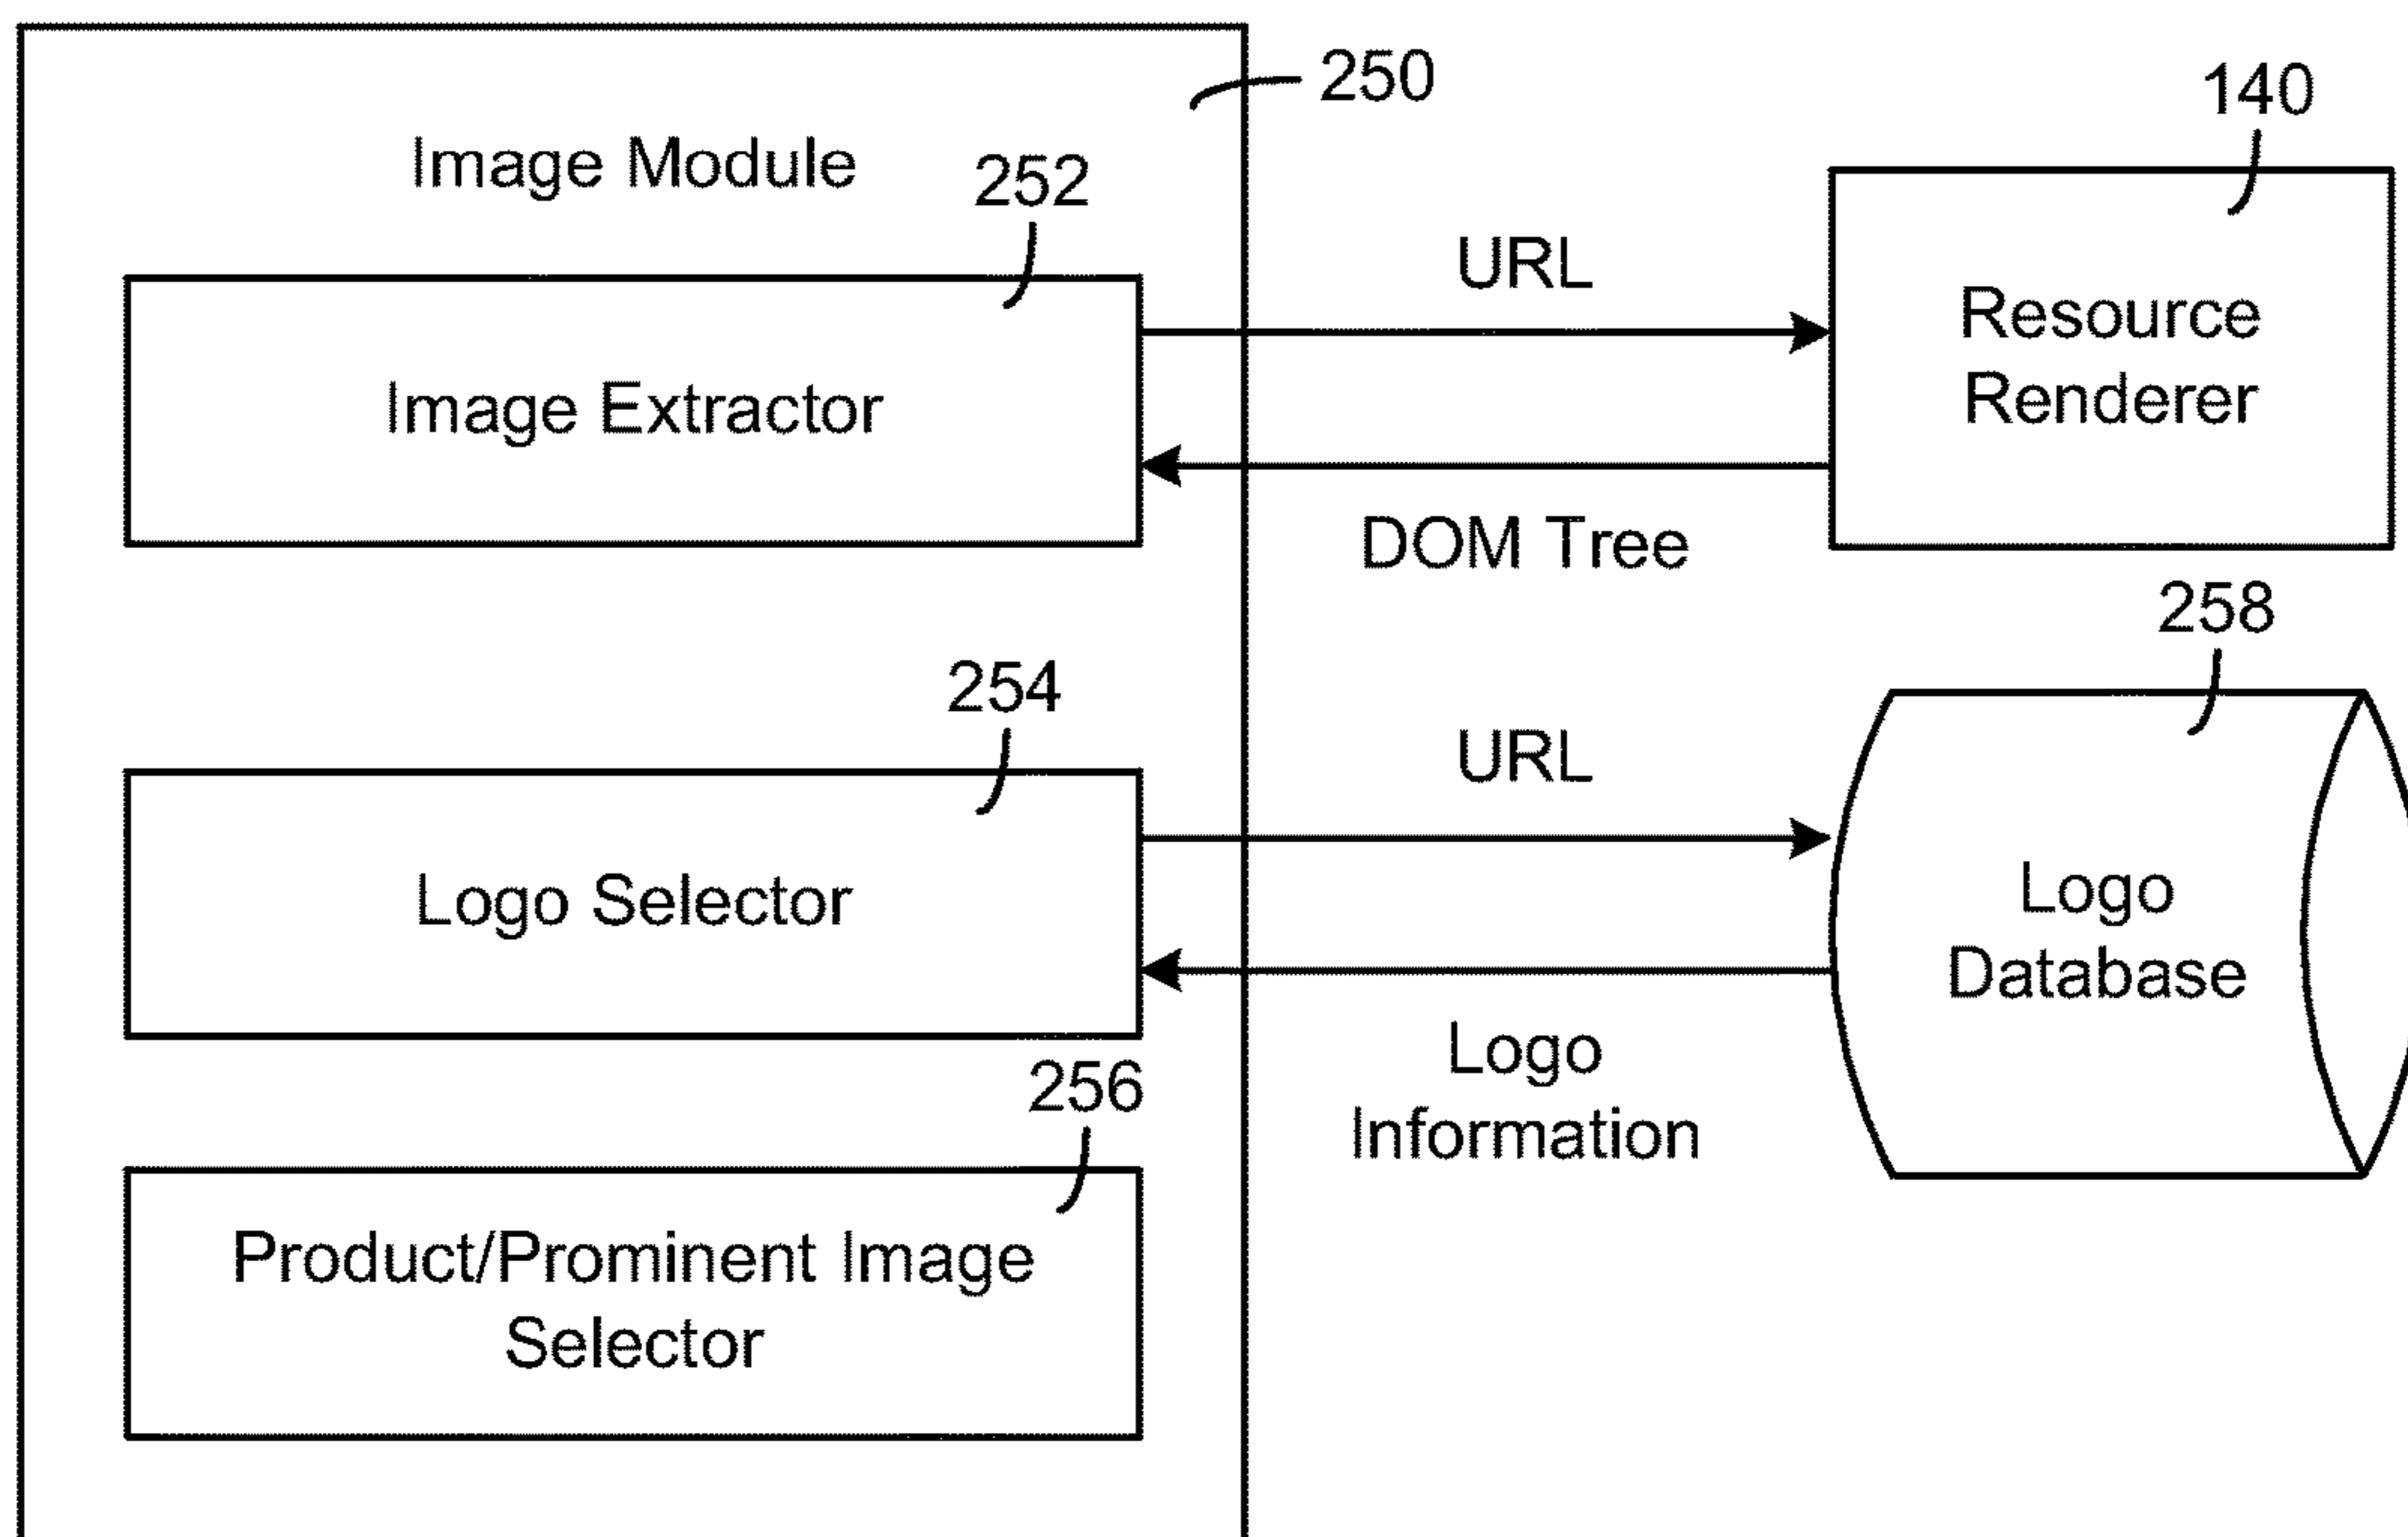 250
140
Image Module
252
URL
Resource
Renderer
Image Extractor
DOM Tree
258
254
URL
Logo
Database
Logo Selector
Logo
Information
256
Product/Prominent Image
Selector